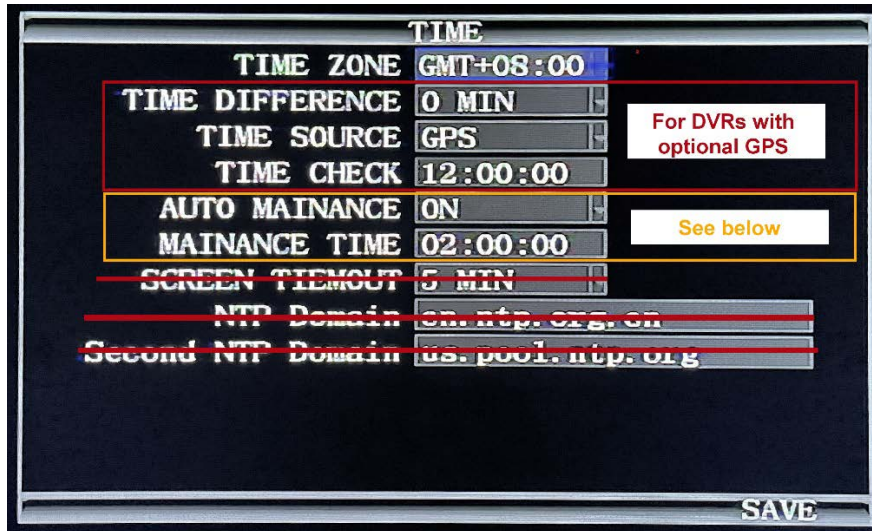 TIME
TIME ZONE GMT+08:00
TIME DIFFERENCE 0 MIN
TIME SOURCE GPS
TIME CHECK 12:00:00
For DVRs with
optional GPS
AUTO MAINANCE ON
MAINANCE TIME 02:00:00
See below
SCREEN TIEMOUT 5 MIN
NTP Domain cn.ntp.org.cn
Second NTP Domain us.pool.ntp.org
SAVE